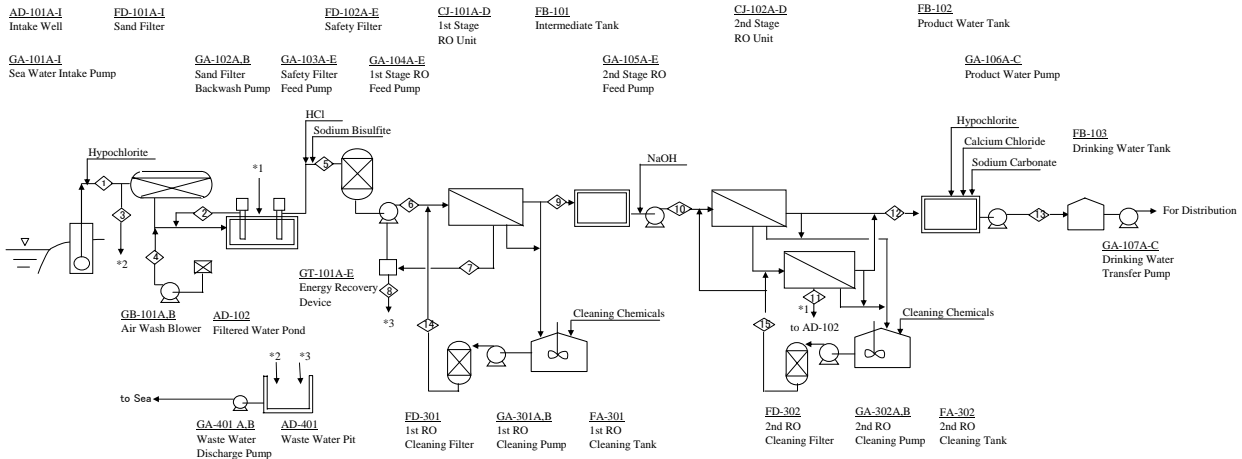 AD-101A-I
Intake Well
FD-101A-I
Sand Filter
FD-102A-E
Safety Filter
CJ-101A-D
1st Stage
RO Unit
FB-101
Intermediate Tank
CJ-102A-D
2nd Stage
RO Unit
FB-102
Product Water Tank
GA-101A-I
Sea Water Intake Pump
GA-102A,B
Sand Filter
Backwash Pump
GA-103A-E
Safety Filter
Feed Pump
GA-104A-E
1st Stage RO
Feed Pump
GA-105A-E
2nd Stage RO
Feed Pump
GA-106A-C
Product Water Pump
HCl
Sodium Bisulfite
Hypochlorite
Hypochlorite
Calcium Chloride
Sodium Carbonate
FB-103
Drinking Water Tank
NaOH
*1
1
2
3
4
5
6
7
8
9
10
11
12
13
14
15
*2
*3
*1
to AD-102
For Distribution
GA-107A-C
Drinking Water
Transfer Pump
GT-101A-E
Energy Recovery
Device
GB-101A,B
Air Wash Blower
AD-102
Filtered Water Pond
Cleaning Chemicals
Cleaning Chemicals
*2
*3
to Sea
GA-401 A,B
Waste Water
Discharge Pump
AD-401
Waste Water Pit
FD-301
1st RO
Cleaning Filter
GA-301A,B
1st RO
Cleaning Pump
FA-301
1st RO
Cleaning Tank
FD-302
2nd RO
Cleaning Filter
GA-302A,B
2nd RO
Cleaning Pump
FA-302
2nd RO
Cleaning Tank